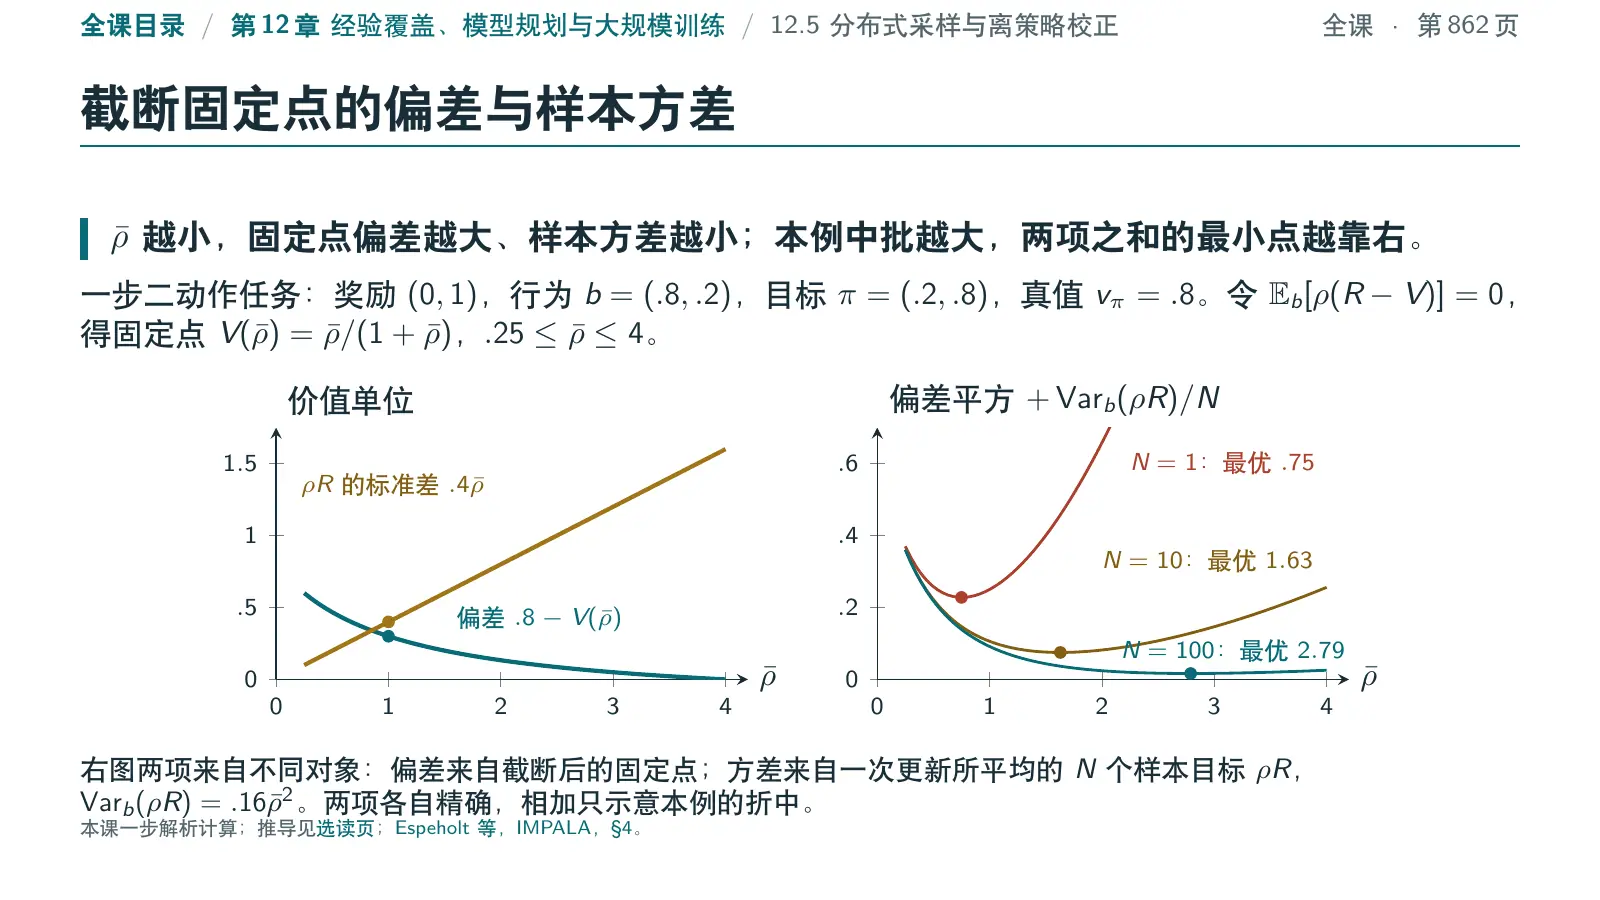 全课目录 / 第12章 经验覆盖、模型规划与大规模训练 / 12.5 分布式采样与离策略校正
全课 · 第862页
截断固定点的偏差与样本方差
ρ̄ 越小，固定点偏差越大、样本方差越小；本例中批越大，两项之和的最小点越靠右。
一步二动作任务：奖励 (0, 1)，行为 b = (.8, .2)，目标 π = (.2, .8)，真值 v_π = .8。令 𝔼_b[ρ(R − V)] = 0，
得固定点 V(ρ̄) = ρ̄/(1 + ρ̄)，.25 ≤ ρ̄ ≤ 4。
价值单位
1.5
1
.5
0
ρR 的标准差 .4ρ̄
偏差 .8 − V(ρ̄)
0 1 2 3 4
ρ̄
偏差平方 + Var_b(ρR)/N
.6
.4
.2
0
N = 1：最优 .75
N = 10：最优 1.63
N = 100：最优 2.79
0 1 2 3 4
ρ̄
右图两项来自不同对象：偏差来自截断后的固定点；方差来自一次更新所平均的 N 个样本目标 ρR，
Var_b(ρR) = .16ρ̄²。两项各自精确，相加只示意本例的折中。
本课一步解析计算；推导见选读页；Espeholt 等，IMPALA，§4。